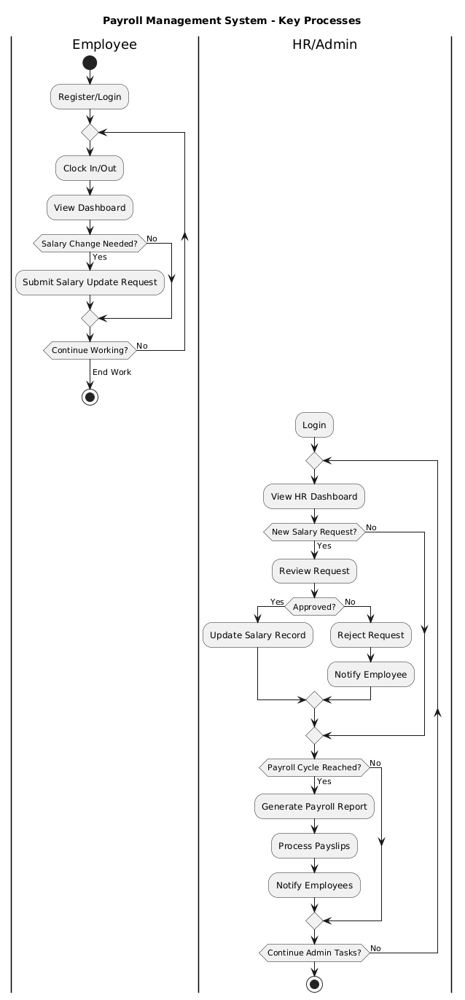 Payroll Management System - Key Processes
Employee
HR/Admin
Register/Login
Clock In/Out
View Dashboard
Salary Change Needed?
No
Yes
Submit Salary Update Request
Continue Working?
No
End Work
Login
View HR Dashboard
New Salary Request?
No
Yes
Review Request
Yes
Approved?
No
Update Salary Record
Reject Request
Notify Employee
Payroll Cycle Reached?
No
Yes
Generate Payroll Report
Process Payslips
Notify Employees
Continue Admin Tasks?
No